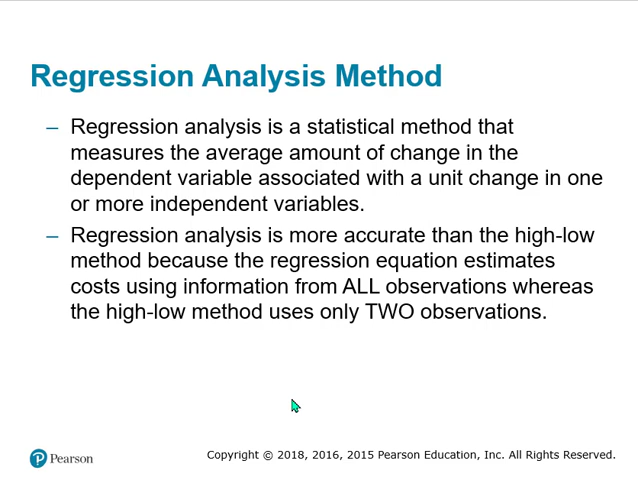 Regression Analysis Method
– Regression analysis is a statistical method that
measures the average amount of change in the
dependent variable associated with a unit change in one
or more independent variables.
– Regression analysis is more accurate than the high-low
method because the regression equation estimates
costs using information from ALL observations whereas
the high-low method uses only TWO observations.
Pearson
Copyright © 2018, 2016, 2015 Pearson Education, Inc. All Rights Reserved.